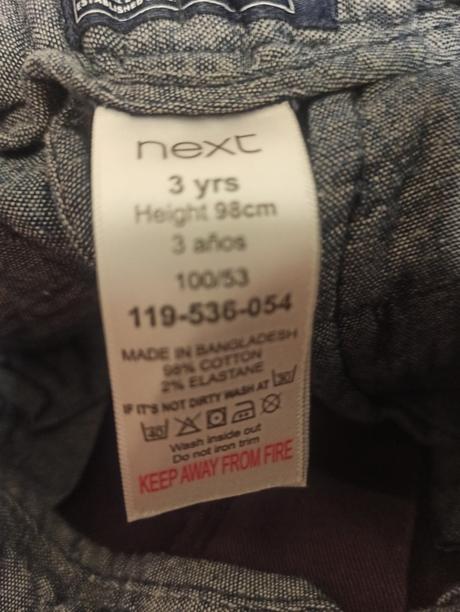 next
3 yrs
Height 98cm
3 años
100/53
119-536-054
MADE IN BANGLADESH
98% COTTON
2% ELASTANE
IF IT'S NOT DIRTY WASH AT 30
40
Wash inside out
Do not iron trim
KEEP AWAY FROM FIRE